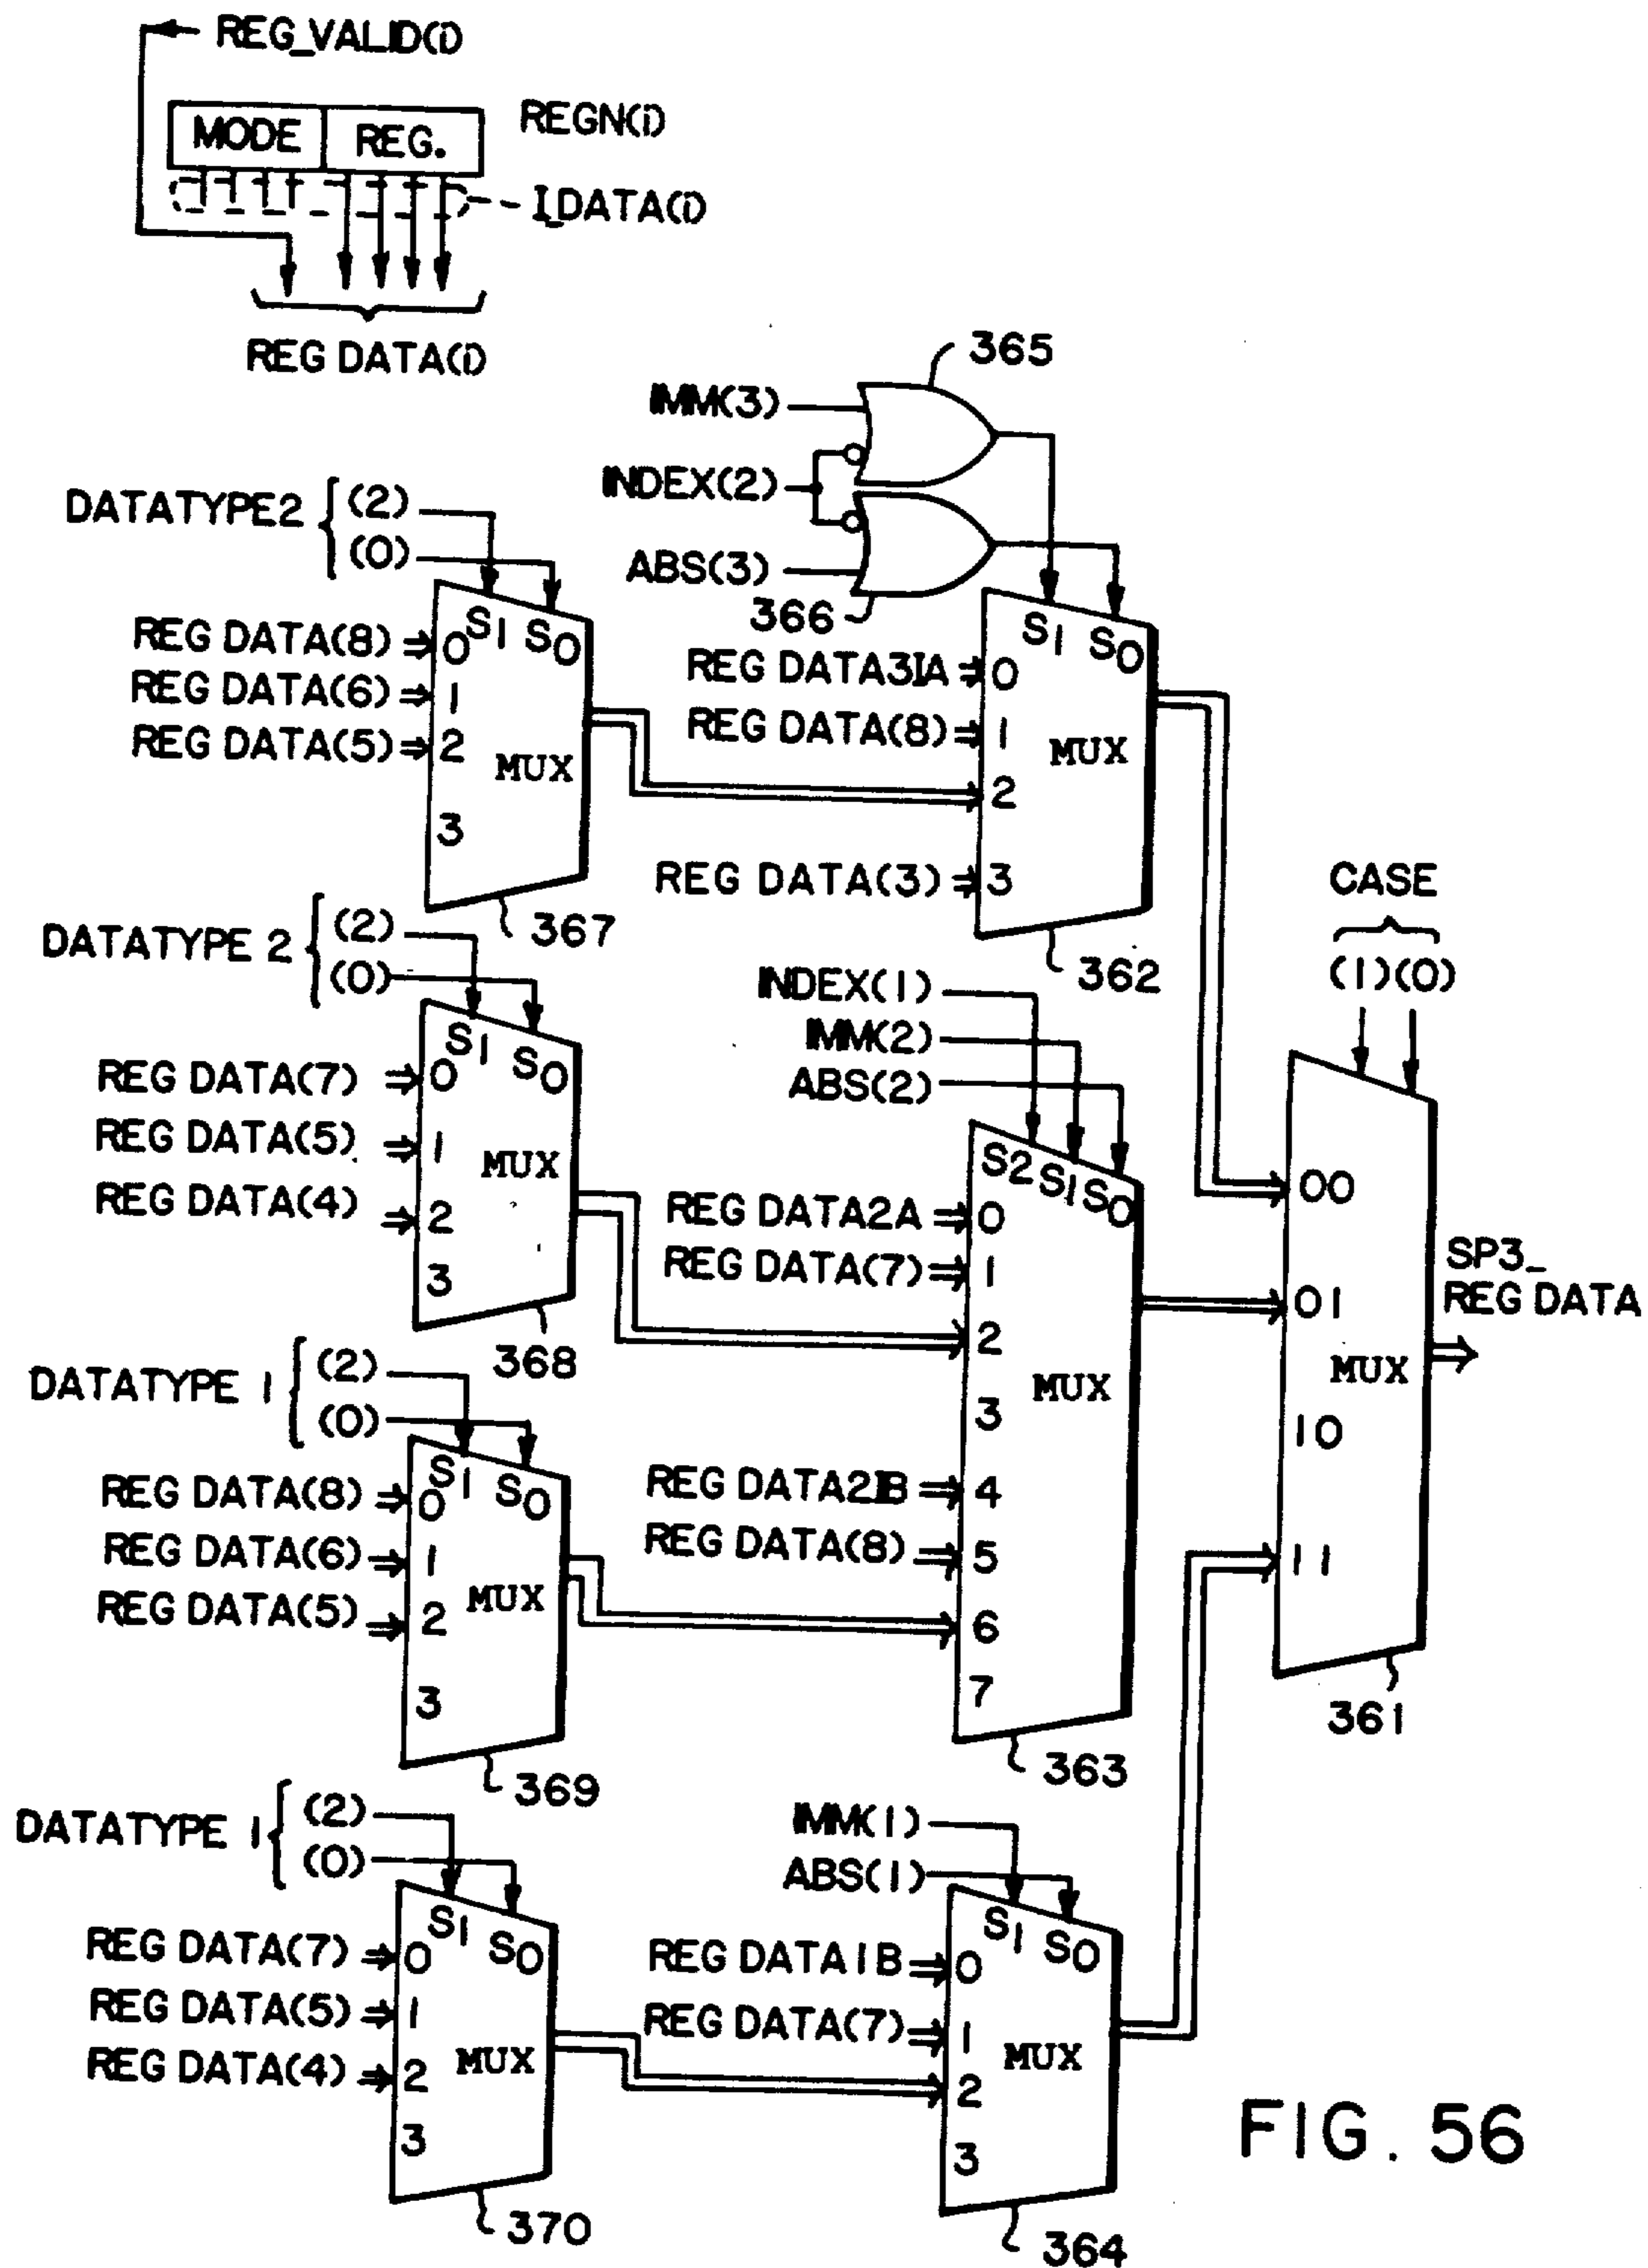 REG_VALID(i)
MODE REG. REGN(i)
I_DATA(i)
REG DATA(i)
365
IMM(3)
INDEX(2)
ABS(3)
366
DATATYPE2 (2)
(0)
S1 S0
REG DATA(8) 0
REG DATA(6) 1
REG DATA(5) 2
3
MUX
367
S1 S0
REG DATA3IA 0
REG DATA(8) 1
2
REG DATA(3) 3
MUX
362
DATATYPE 2 (2)
(0)
S1 S0
REG DATA(7) 0
REG DATA(5) 1
REG DATA(4) 2
3
MUX
368
INDEX(1)
IMM(2)
ABS(2)
S2 S1 S0
REG DATA2A 0
REG DATA(7) 1
2
3
REG DATA2IB 4
REG DATA(8) 5
6
7
MUX
363
DATATYPE 1 (2)
(0)
S1 S0
REG DATA(8) 0
REG DATA(6) 1
REG DATA(5) 2
3
MUX
369
DATATYPE 1 (2)
(0)
S1 S0
REG DATA(7) 0
REG DATA(5) 1
REG DATA(4) 2
3
MUX
370
IMM(1)
ABS(1)
S1 S0
REG DATA1B 0
REG DATA(7) 1
2
3
MUX
364
CASE
(1)(0)
00
01
10
11
MUX
361
SP3_
REG DATA
FIG. 56